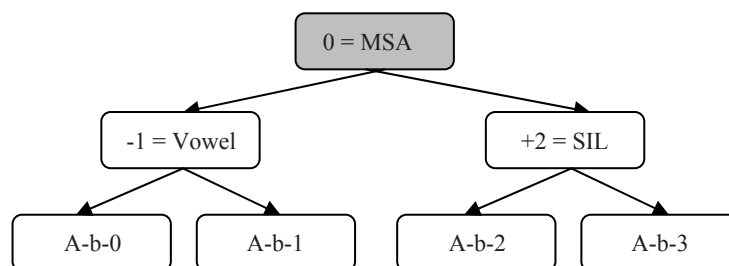 0 = MSA
-1 = Vowel
+2 = SIL
A-b-0
A-b-1
A-b-2
A-b-3